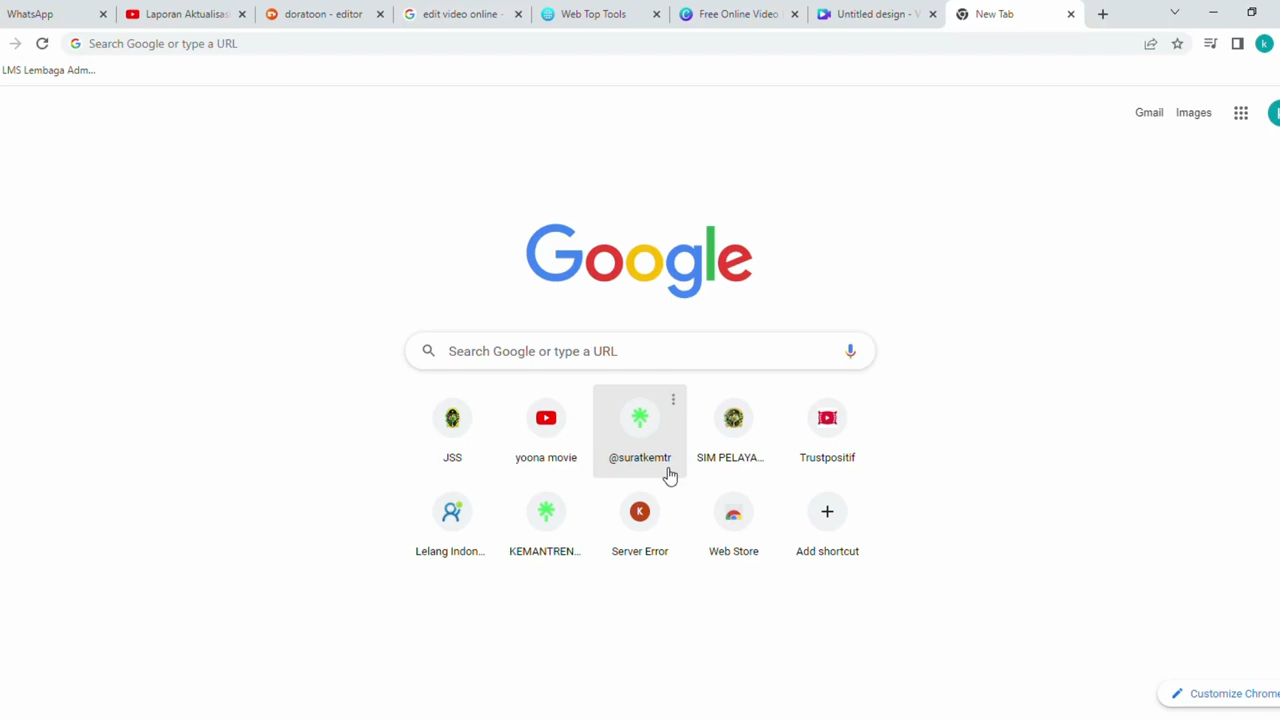 WhatsApp
Laporan Aktualisas
doratoon - editor
edit video online -
Web Top Tools
Free Online Video
Untitled design - V
New Tab
Search Google or type a URL
k
LMS Lembaga Adm...
Gmail
Images
Google
Search Google or type a URL
JSS
yoona movie
@suratkemtr
SIM PELAYA...
Trustpositif
K
Lelang Indon...
KEMANTREN...
Server Error
Web Store
Add shortcut
Customize Chrome